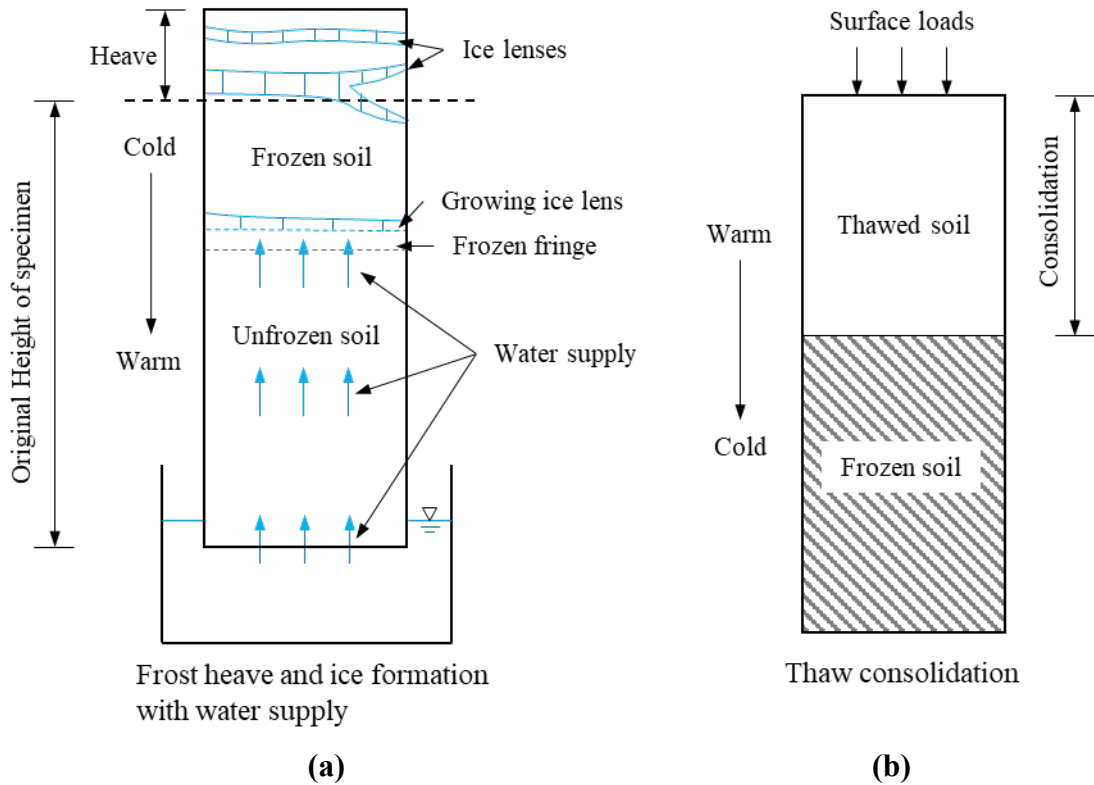 Heave
Ice lenses
Original Height of specimen
Cold
Frozen soil
Growing ice lens
Frozen fringe
Unfrozen soil
Warm
Water supply
Frost heave and ice formation
with water supply
(a)
Surface loads
Consolidation
Thawed soil
Warm
Cold
Frozen soil
Thaw consolidation
(b)